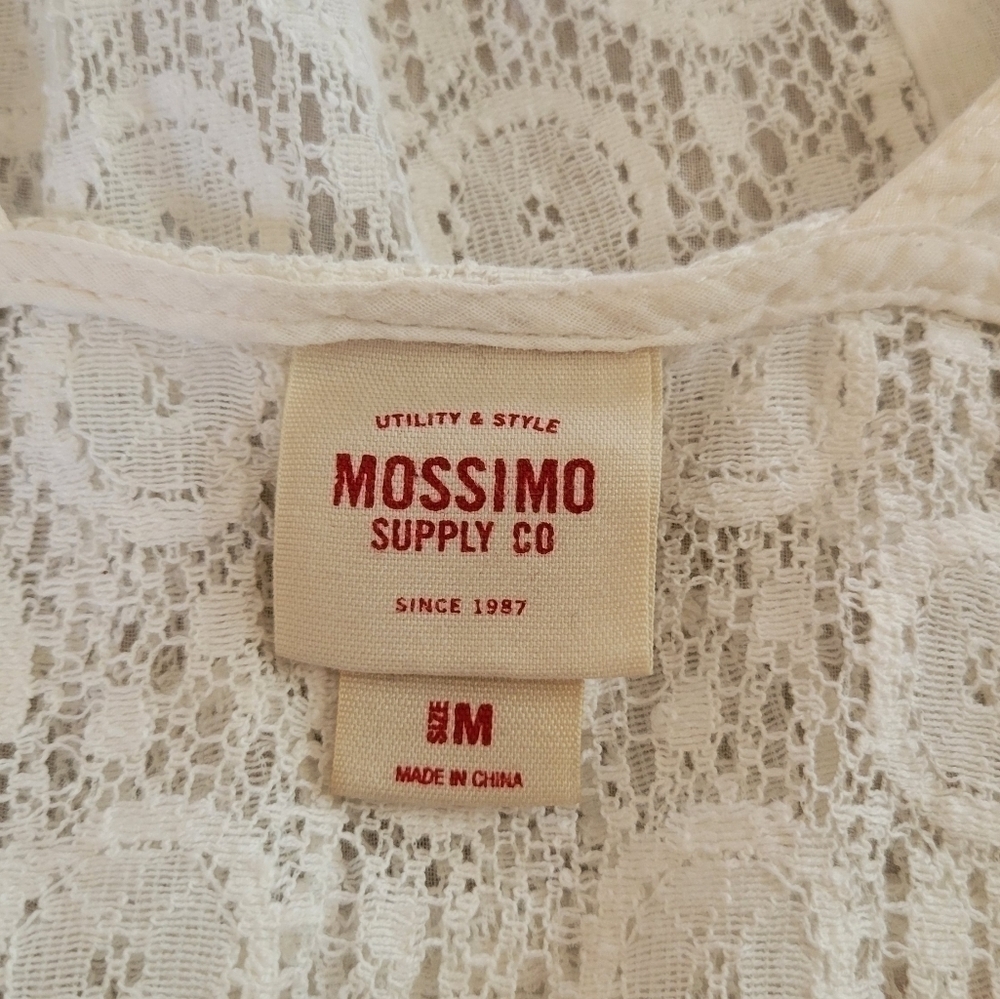 UTILITY & STYLE
MOSSIMO
SUPPLY CO
SINCE 1987
SIZE M
MADE IN CHINA